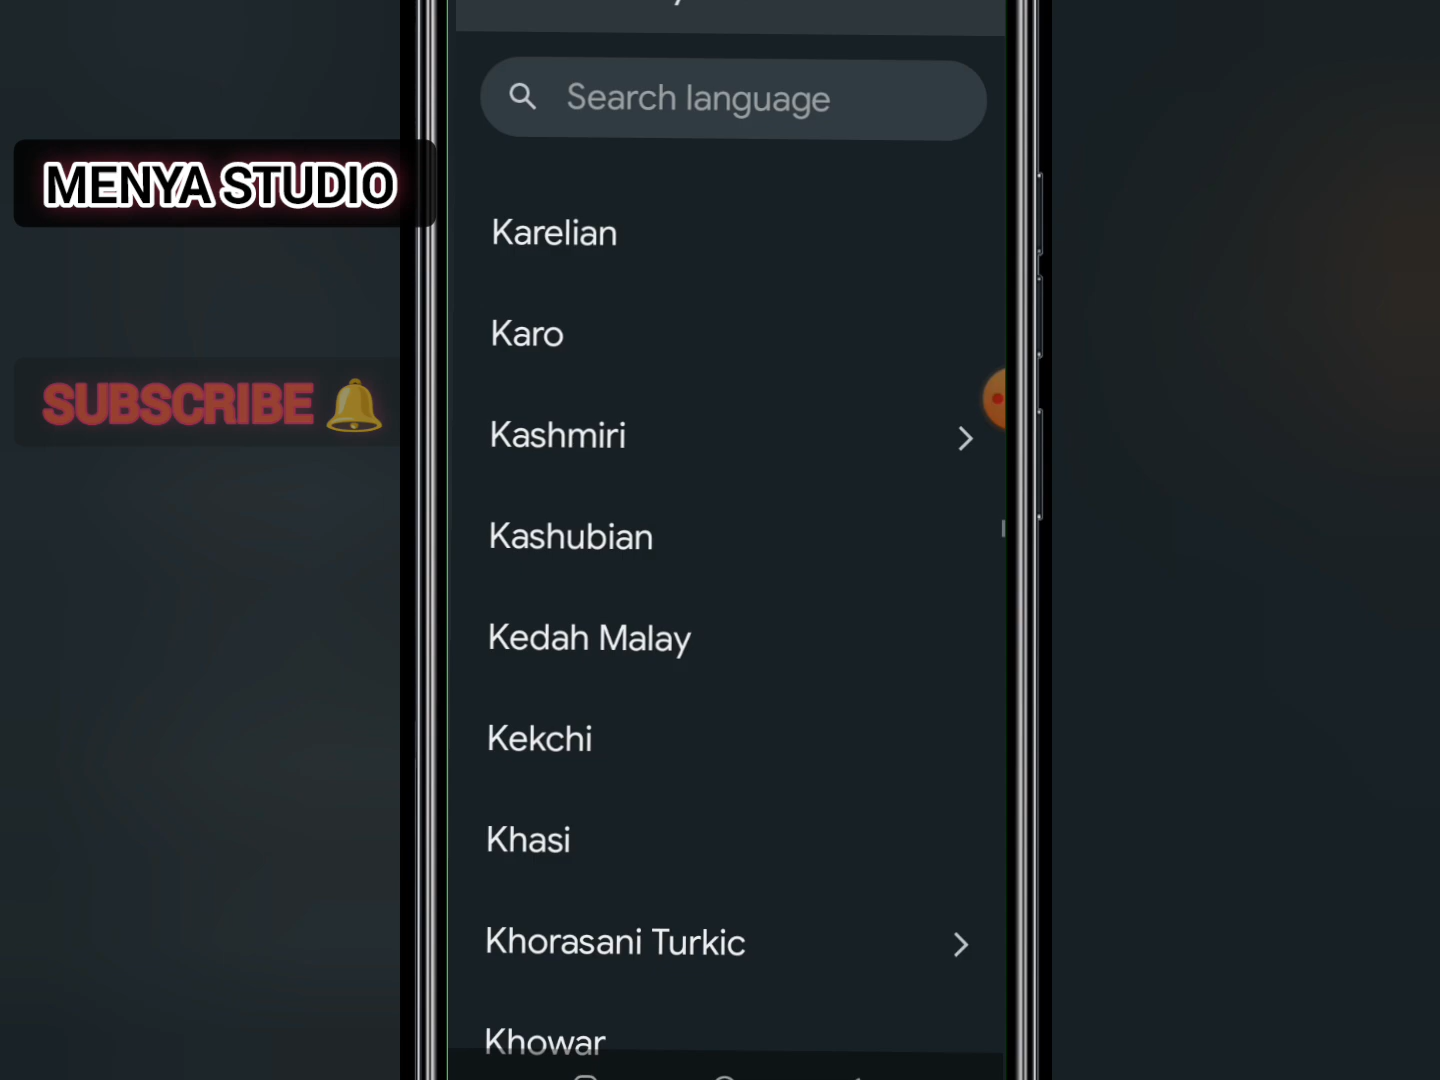 Search language
MENYA STUDIO
Karelian
Karo
SUBSCRIBE
Kashmiri
Kashubian
Kedah Malay
Kekchi
Khasi
Khorasani Turkic
Khowar